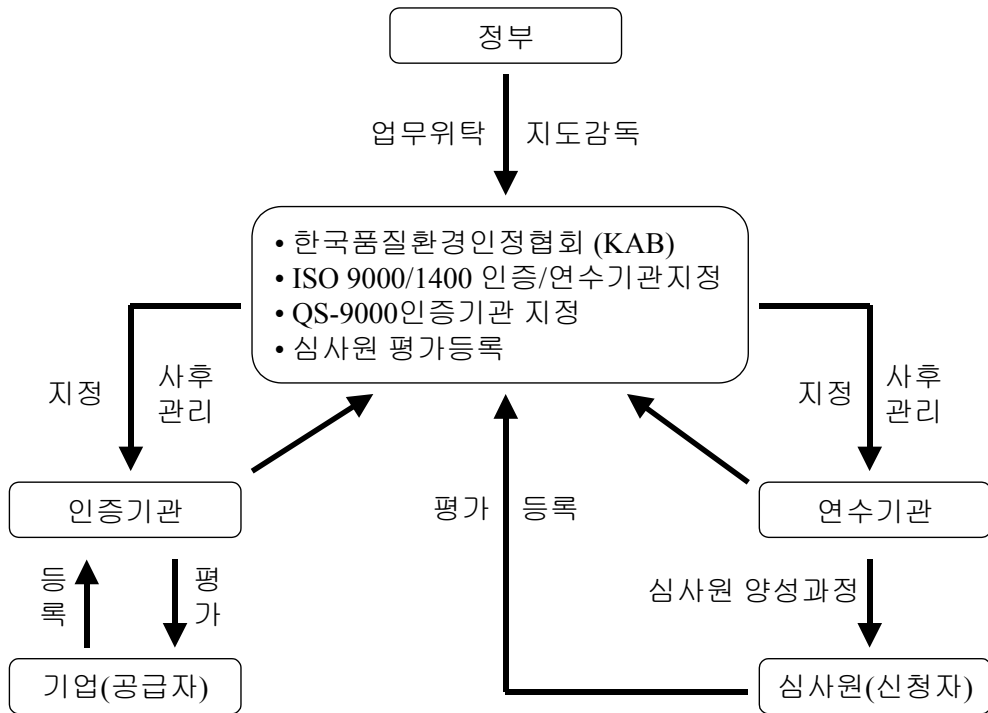 정부
업무위탁 지도감독
• 한국품질환경인정협회 (KAB)
• ISO 9000/1400 인증/연수기관지정
• QS-9000인증기관 지정
• 심사원 평가등록
지정
사후
관리
지정
사후
관리
인증기관
평가 등록
연수기관
등
록
평
가
심사원 양성과정
기업(공급자)
심사원(신청자)